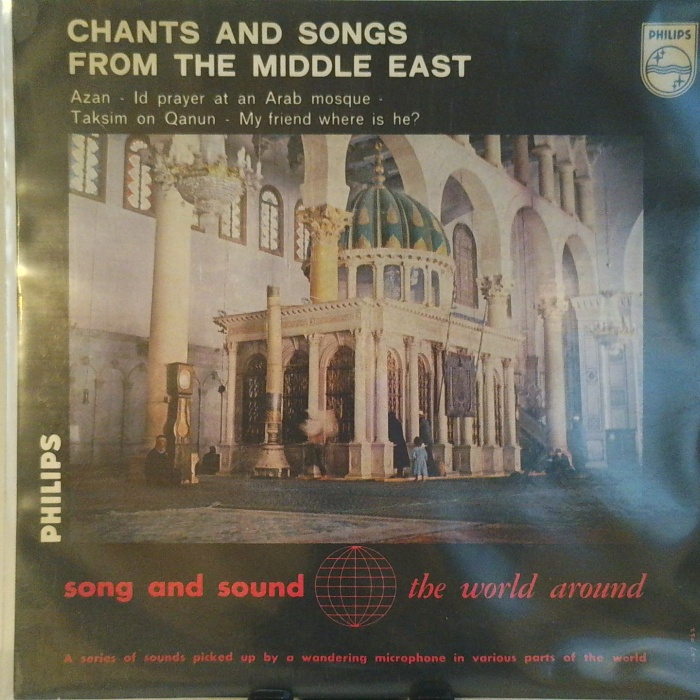 CHANTS AND SONGS
FROM THE MIDDLE EAST
PHILIPS
Azan - Id prayer at an Arab mosque -
Taksim on Qanun - My friend where is he?
PHILIPS
song and sound the world around
A series of sounds picked up by a wandering microphone in various parts of the world